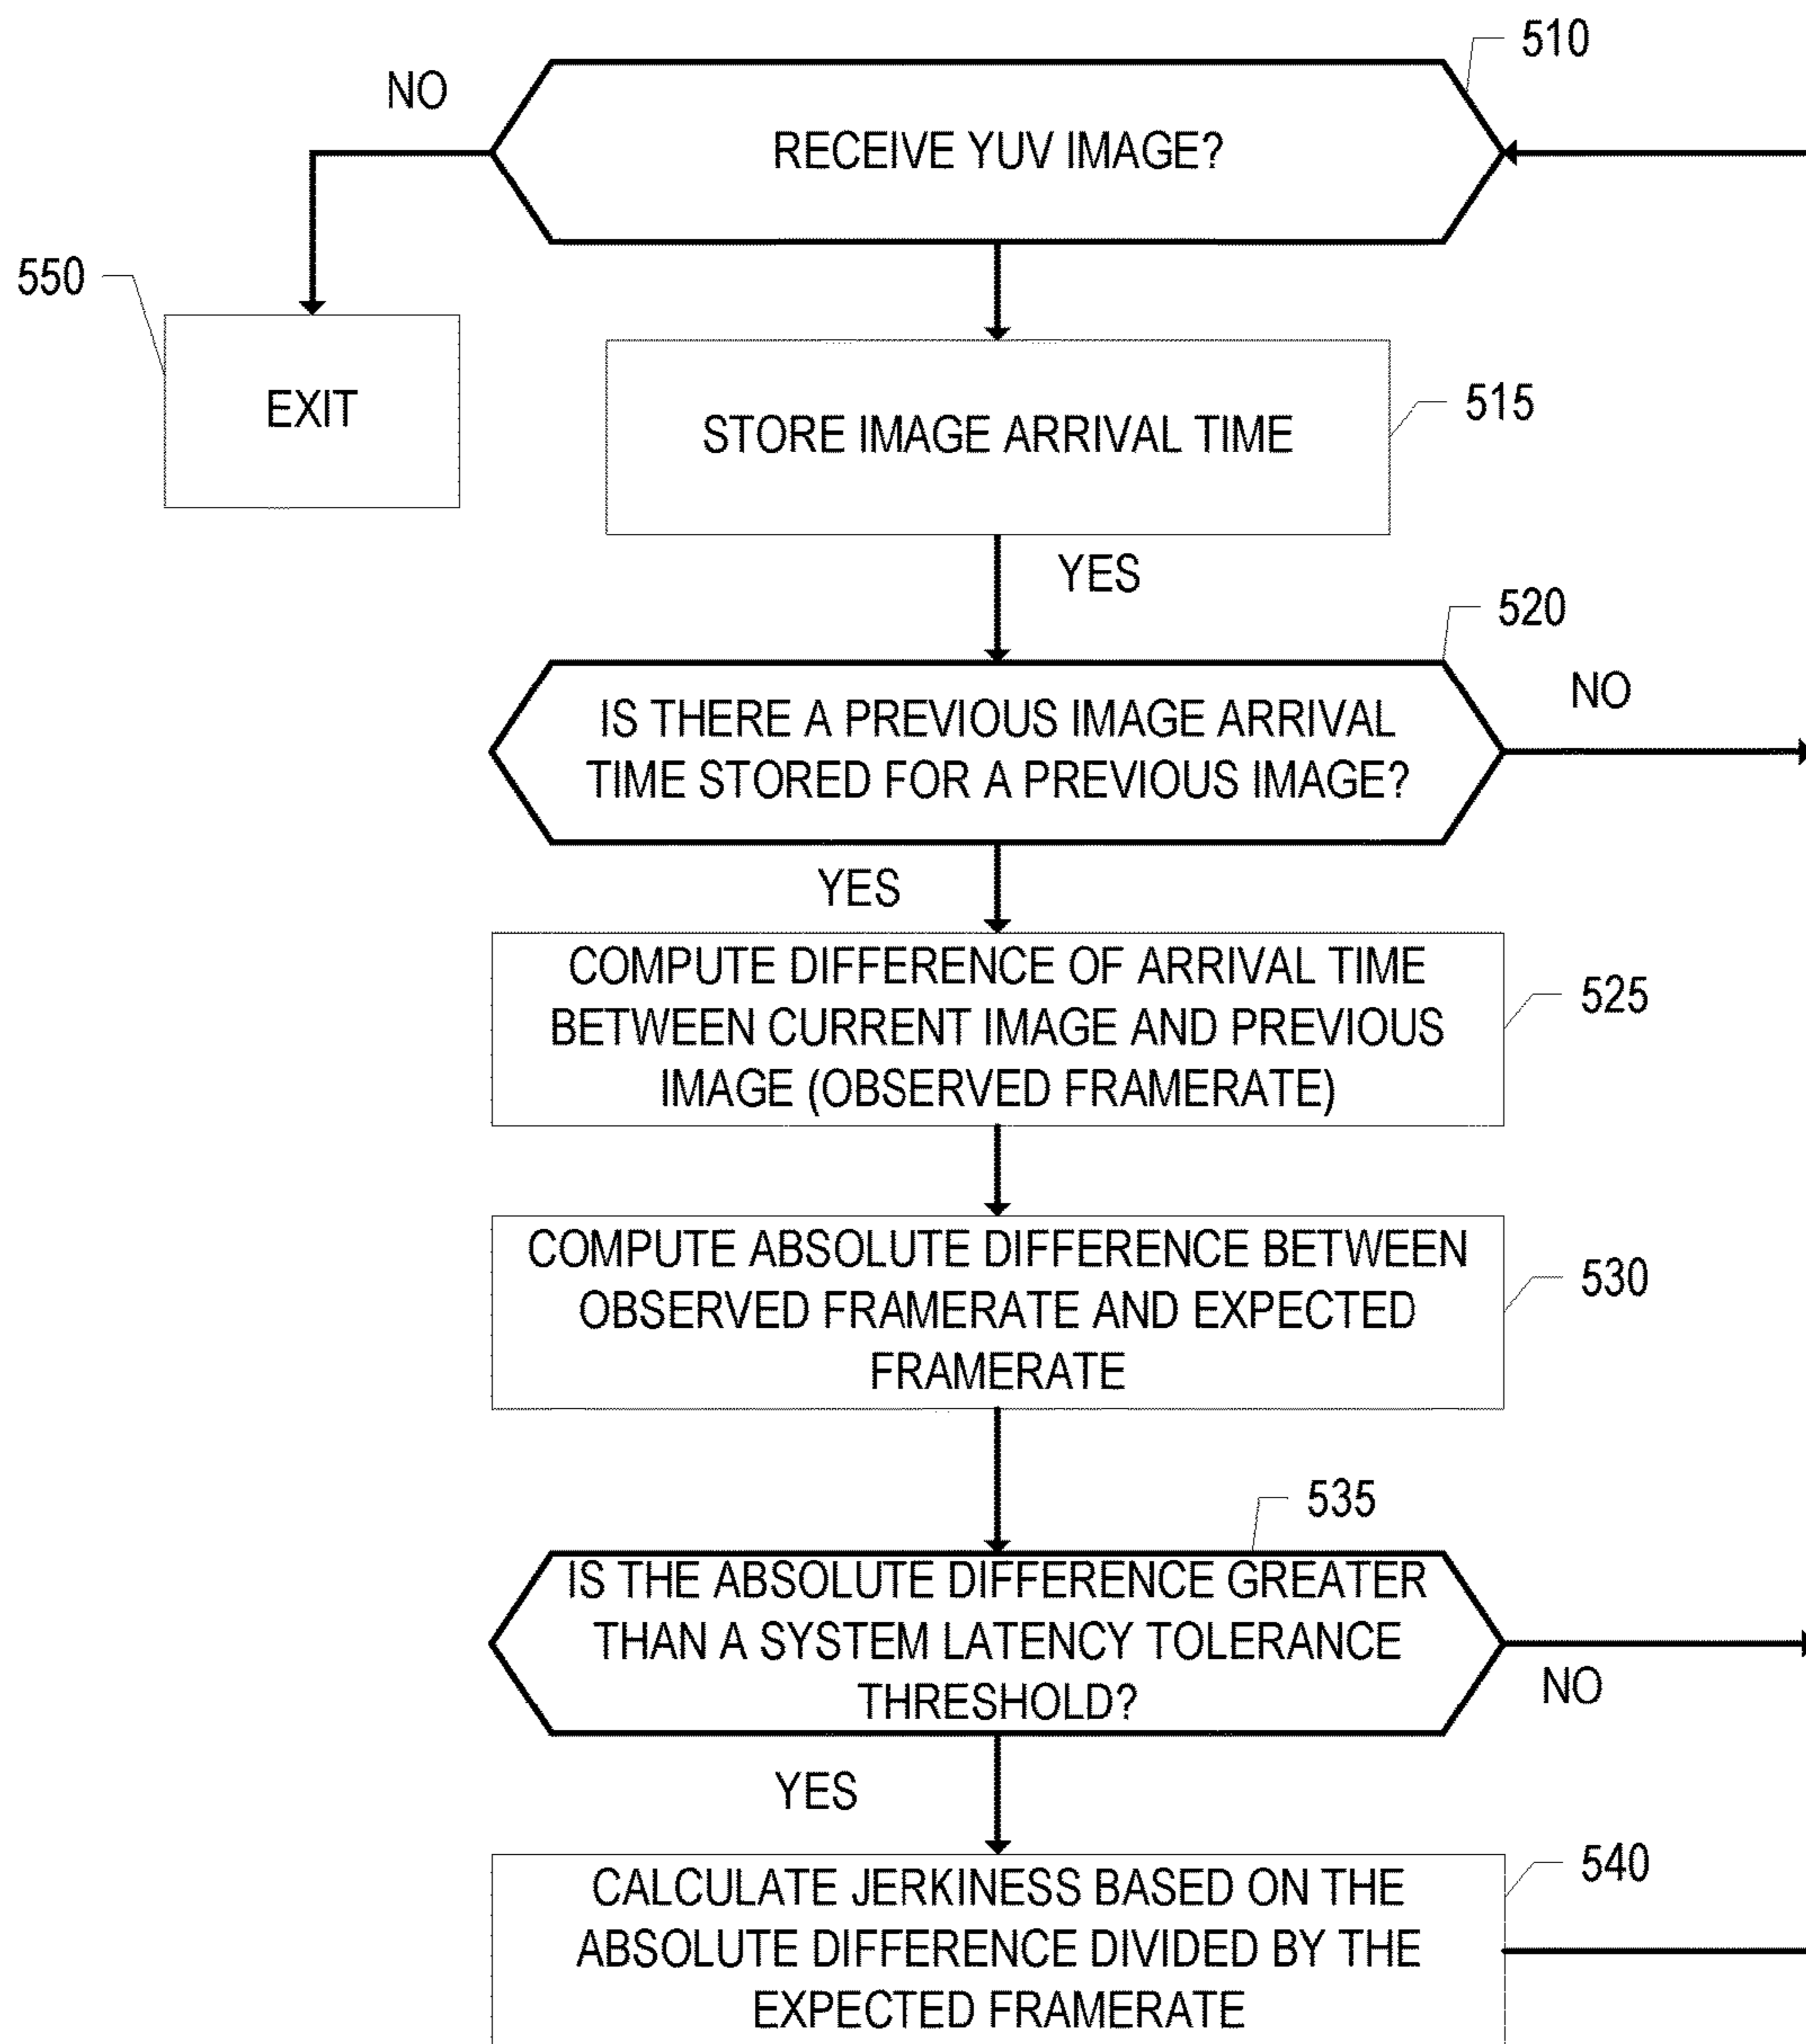 510
NO
RECEIVE YUV IMAGE?
550
EXIT
515
STORE IMAGE ARRIVAL TIME
YES
520
NO
IS THERE A PREVIOUS IMAGE ARRIVAL
TIME STORED FOR A PREVIOUS IMAGE?
YES
COMPUTE DIFFERENCE OF ARRIVAL TIME
BETWEEN CURRENT IMAGE AND PREVIOUS
IMAGE (OBSERVED FRAMERATE)
525
COMPUTE ABSOLUTE DIFFERENCE BETWEEN
OBSERVED FRAMERATE AND EXPECTED
FRAMERATE
530
535
IS THE ABSOLUTE DIFFERENCE GREATER
THAN A SYSTEM LATENCY TOLERANCE
THRESHOLD?
NO
YES
540
CALCULATE JERKINESS BASED ON THE
ABSOLUTE DIFFERENCE DIVIDED BY THE
EXPECTED FRAMERATE